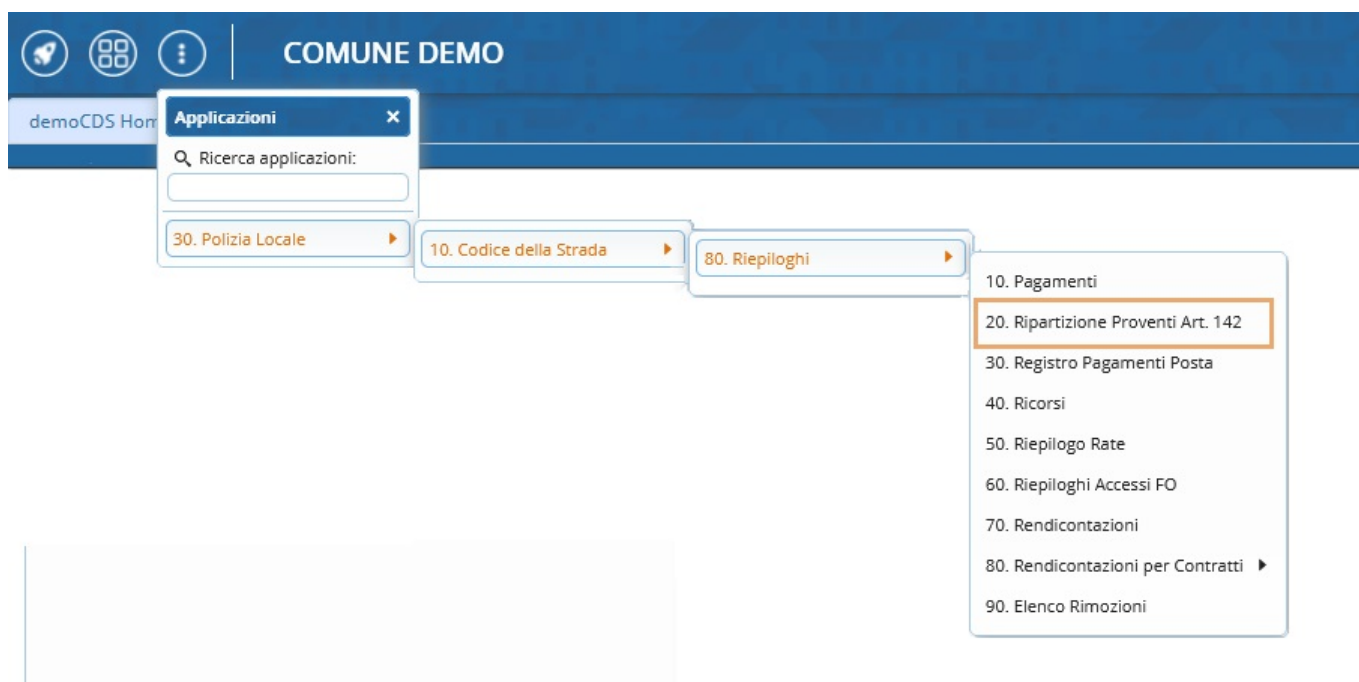 COMUNE DEMO
demoCDS Hom
Applicazioni
Ricerca applicazioni:
30. Polizia Locale
10. Codice della Strada
80. Riepiloghi
10. Pagamenti
20. Ripartizione Proventi Art. 142
30. Registro Pagamenti Posta
40. Ricorsi
50. Riepilogo Rate
60. Riepiloghi Accessi FO
70. Rendicontazioni
80. Rendicontazioni per Contratti
90. Elenco Rimozioni